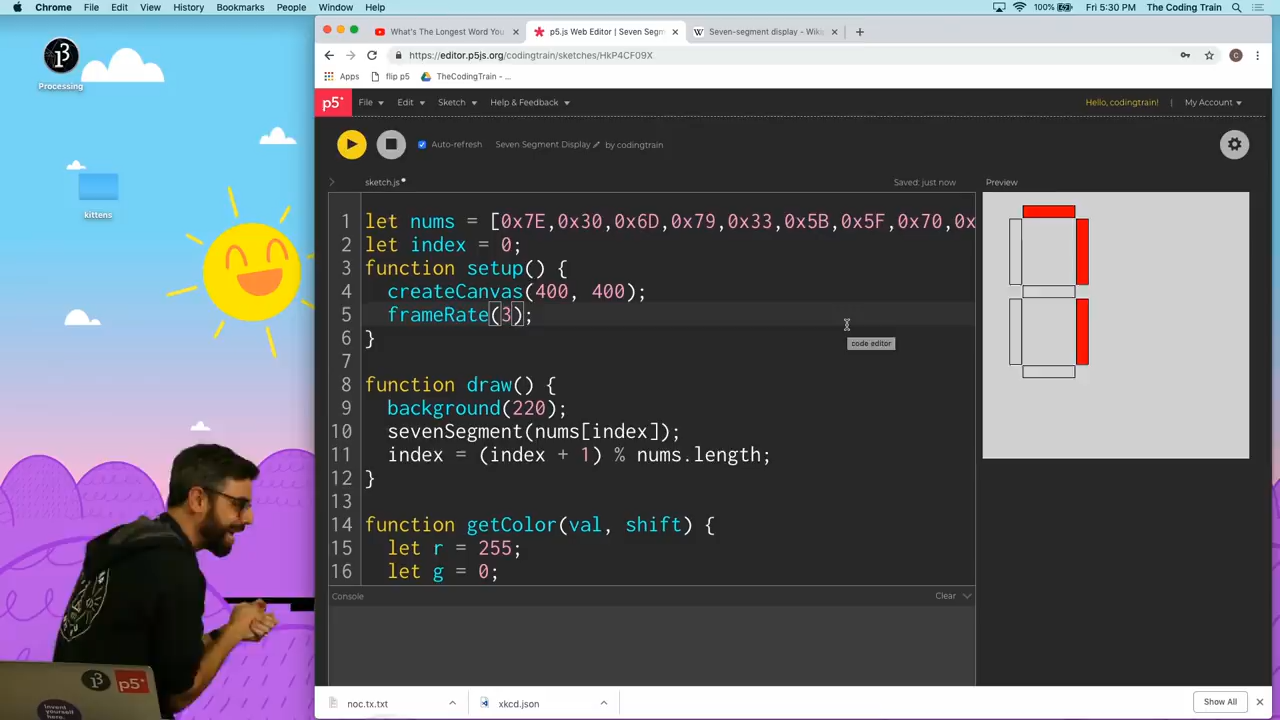 Chrome File Edit View History Bookmarks People Window Help
100% Fri 5:30 PM The Coding Train
Processing
kittens
What's The Longest Word You
p5.js Web Editor | Seven Segm
Seven-segment display - Wiki
https://editor.p5js.org/codingtrain/sketches/HkP4CF09X
Apps flip p5 TheCodingTrain - ...
p5* File Edit Sketch Help & Feedback Hello, codingtrain! | My Account
Auto-refresh Seven Segment Display by codingtrain
sketch.js Saved: just now Preview
1 let nums = [0x7E,0x30,0x6D,0x79,0x33,0x5B,0x5F,0x70,0x
2 let index = 0;
3 function setup() {
4 createCanvas(400, 400);
5 frameRate(3);
6 }
code editor
7
8 function draw() {
9 background(220);
10 sevenSegment(nums[index]);
11 index = (index + 1) % nums.length;
12 }
13
14 function getColor(val, shift) {
15 let r = 255;
16 let g = 0;
Console Clear
noc.tx.txt
xkcd.json
Show All
p5*
invent
yourself
here.